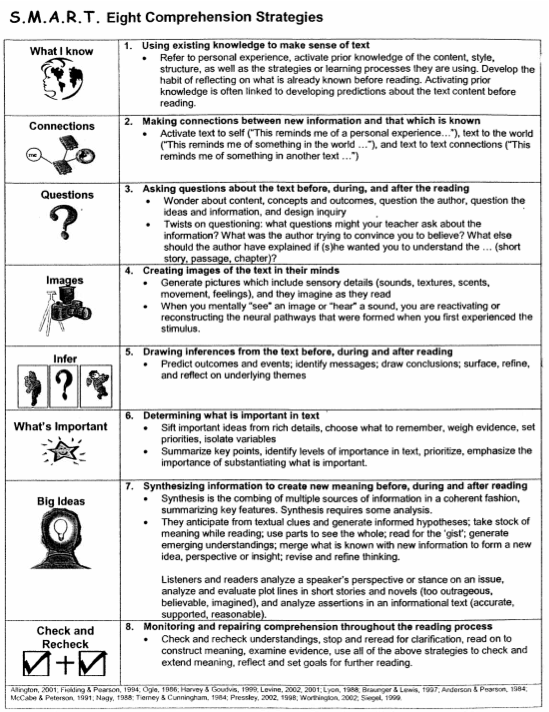 S.M.A.R.T. Eight Comprehension Strategies
What I know
1. Using existing knowledge to make sense of text
• Refer to personal experience, activate prior knowledge of the content, style,
structure, as well as the strategies or learning processes they are using. Develop the
habit of reflecting on what is already known before reading. Activating prior
knowledge is often linked to developing predictions about the text content before
reading.
Connections
me
2. Making connections between new information and that which is known
• Activate text to self ("This reminds me of a personal experience…"), text to the world
("This reminds me of something in the world …"), and text to text connections ("This
reminds me of something in another text …")
Questions
3. Asking questions about the text before, during, and after the reading
• Wonder about content, concepts and outcomes, question the author, question the
ideas and information, and design inquiry
• Twists on questioning: what questions might your teacher ask about the
information? What was the author trying to convince you to believe? What else
should the author have explained if (s)he wanted you to understand the … (short
story, passage, chapter)?
Images
4. Creating images of the text in their minds
• Generate pictures which include sensory details (sounds, textures, scents,
movement, feelings), and they imagine as they read
• When you mentally "see" an image or "hear" a sound, you are reactivating or
reconstructing the neural pathways that were formed when you first experienced the
stimulus.
Infer
?
5. Drawing inferences from the text before, during and after reading
• Predict outcomes and events; identify messages; draw conclusions; surface, refine,
and reflect on underlying themes
What's Important
6. Determining what is important in text
• Sift important ideas from rich details, choose what to remember, weigh evidence, set
priorities, isolate variables
• Summarize key points, identify levels of importance in text, prioritize, emphasize the
importance of substantiating what is important.
Big Ideas
7. Synthesizing information to create new meaning before, during and after reading
• Synthesis is the combing of multiple sources of information in a coherent fashion,
summarizing key features. Synthesis requires some analysis.
• They anticipate from textual clues and generate informed hypotheses; take stock of
meaning while reading; use parts to see the whole; read for the 'gist'; generate
emerging understandings; merge what is known with new information to form a new
idea, perspective or insight; revise and refine thinking.
Listeners and readers analyze a speaker's perspective or stance on an issue,
analyze and evaluate plot lines in short stories and novels (too outrageous,
believable, imagined), and analyze assertions in an informational text (accurate,
supported, reasonable).
Check and
Recheck
+
8. Monitoring and repairing comprehension throughout the reading process
• Check and recheck understandings, stop and reread for clarification, read on to
construct meaning, examine evidence, use all of the above strategies to check and
extend meaning, reflect and set goals for further reading.
Allington, 2001; Fielding & Pearson, 1994; Ogle, 1986; Harvey & Goudvis, 1999; Levine, 2002, 2001; Lyon, 1988; Braunger & Lewis, 1997; Anderson & Pearson, 1984;
McCabe & Peterson, 1991; Nagy, 1988; Tierney & Cunningham, 1984; Pressley, 2002, 1998; Worthington, 2002; Siegel, 1999.